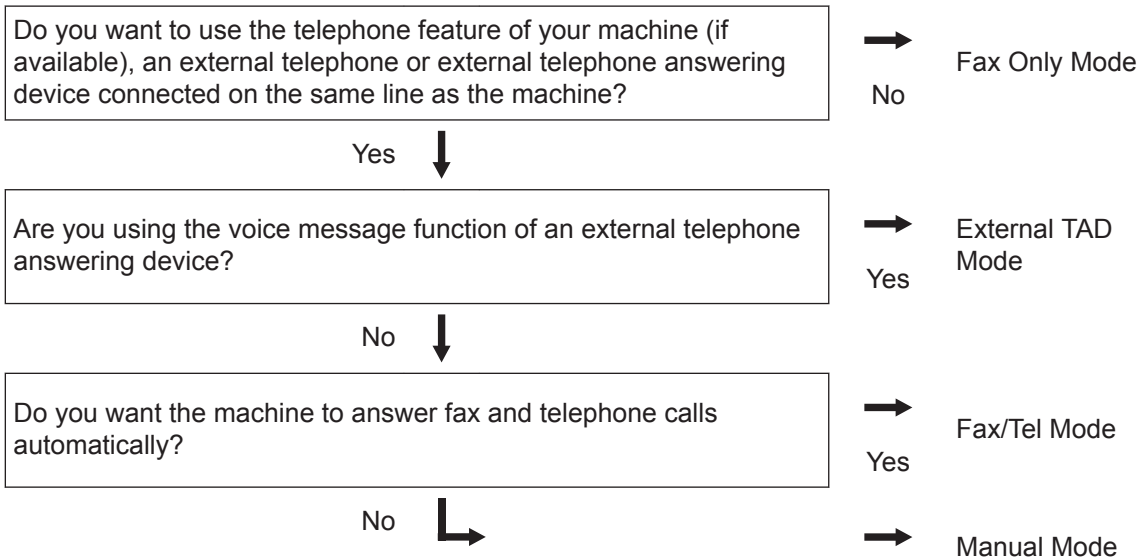 Do you want to use the telephone feature of your machine (if
available), an external telephone or external telephone answering
device connected on the same line as the machine?
No
Fax Only Mode
Yes
Are you using the voice message function of an external telephone
answering device?
Yes
External TAD
Mode
No
Do you want the machine to answer fax and telephone calls
automatically?
Yes
Fax/Tel Mode
No
Manual Mode